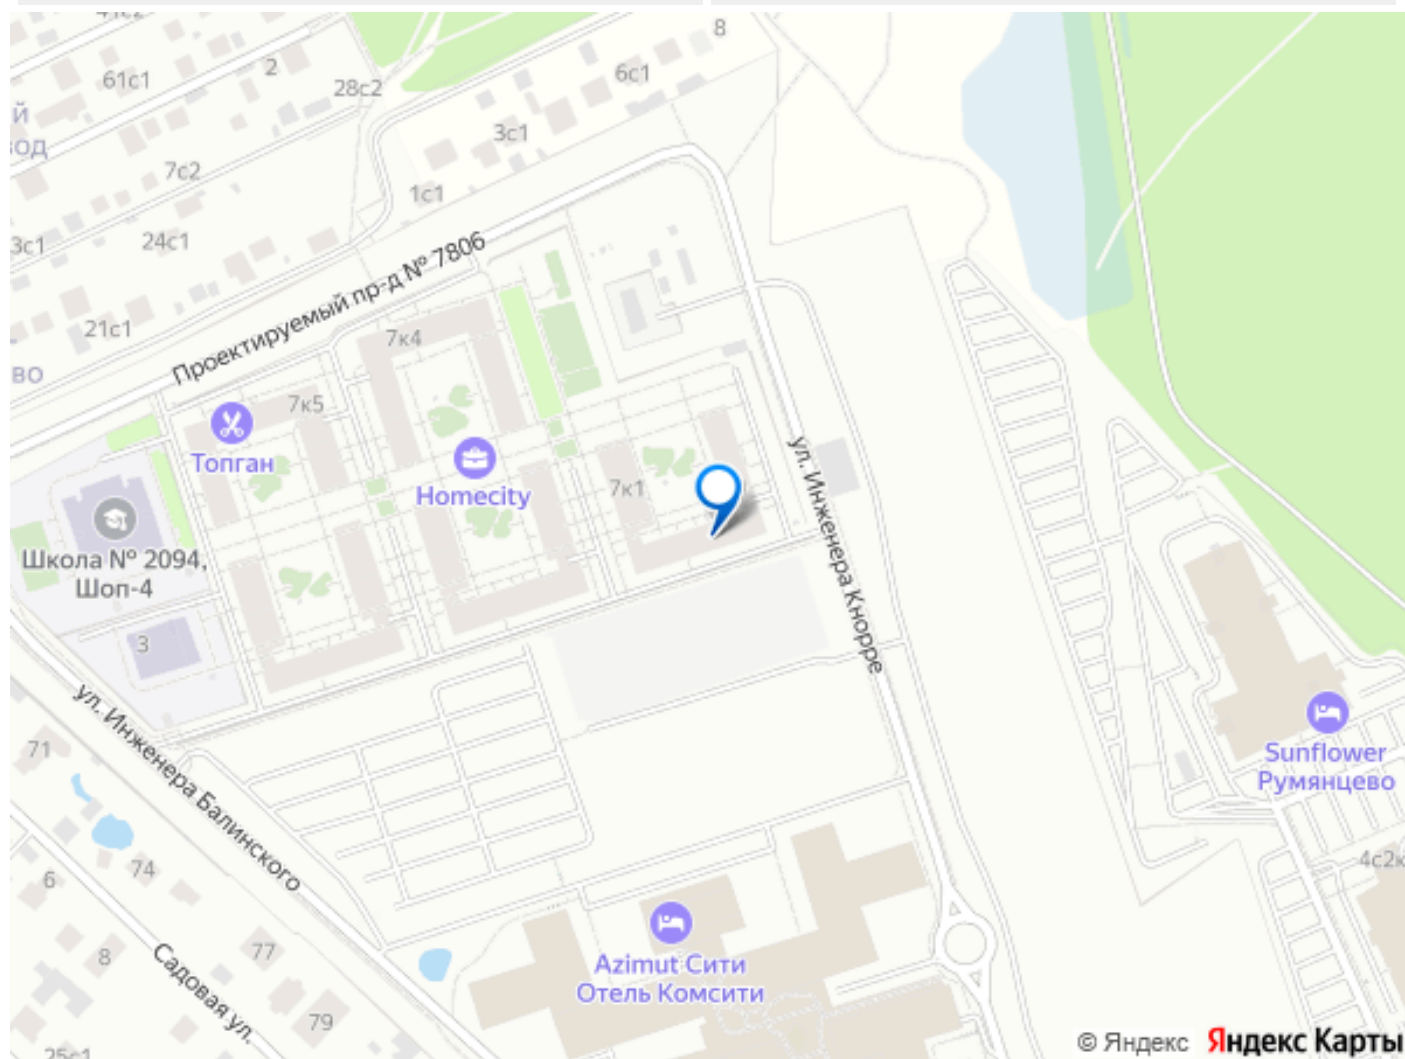 8
6с1
2
61с1
28с2
3с1
й
вод
7с2
1с1
3с1
24с1
Проектируемый пр-д № 7806
21с1
7к4
во
7к5
Топган
ул. Инженера Кнорре
Homecity
7к1
Школа № 2094,
Шоп-4
3
ул. Инженера Балинского
71
Sunflower
Румянцево
74
6
4с2к
77
8
Садовая ул.
Azimut Сити
Отель Комсити
79
25с1
© Яндекс Яндекс Карты